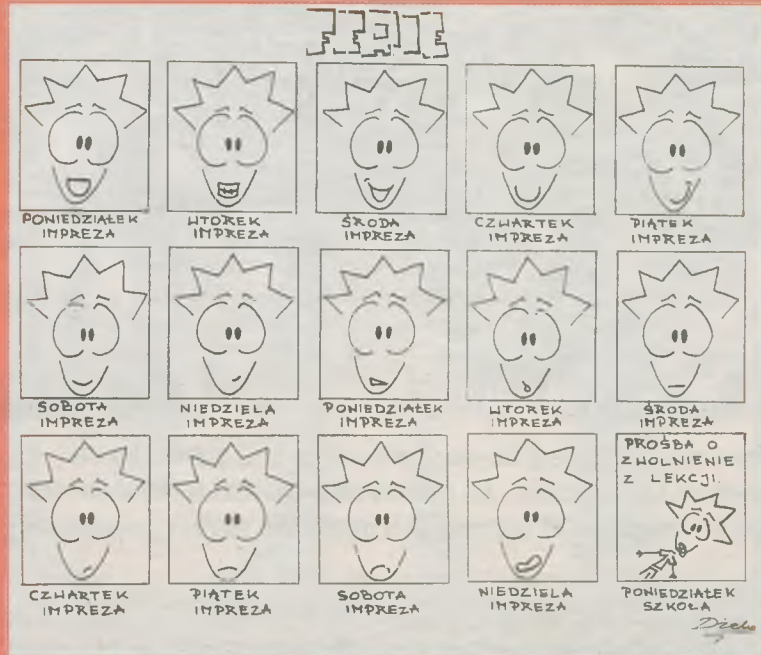 FERIE
PONIEDZIAŁEK
IMPREZA
WTOREK
IMPREZA
ŚRODA
IMPREZA
CZWARTEK
IMPREZA
PIĄTEK
IMPREZA
SOBOTA
IMPREZA
NIEDZIELA
IMPREZA
PONIEDZIAŁEK
IMPREZA
WTOREK
IMPREZA
ŚRODA
IMPREZA
CZWARTEK
IMPREZA
PIĄTEK
IMPREZA
SOBOTA
IMPREZA
NIEDZIELA
IMPREZA
PROŚBA O
ZWOLNIENIE
Z LEKCJI.
PONIEDZIAŁEK
SZKOŁA